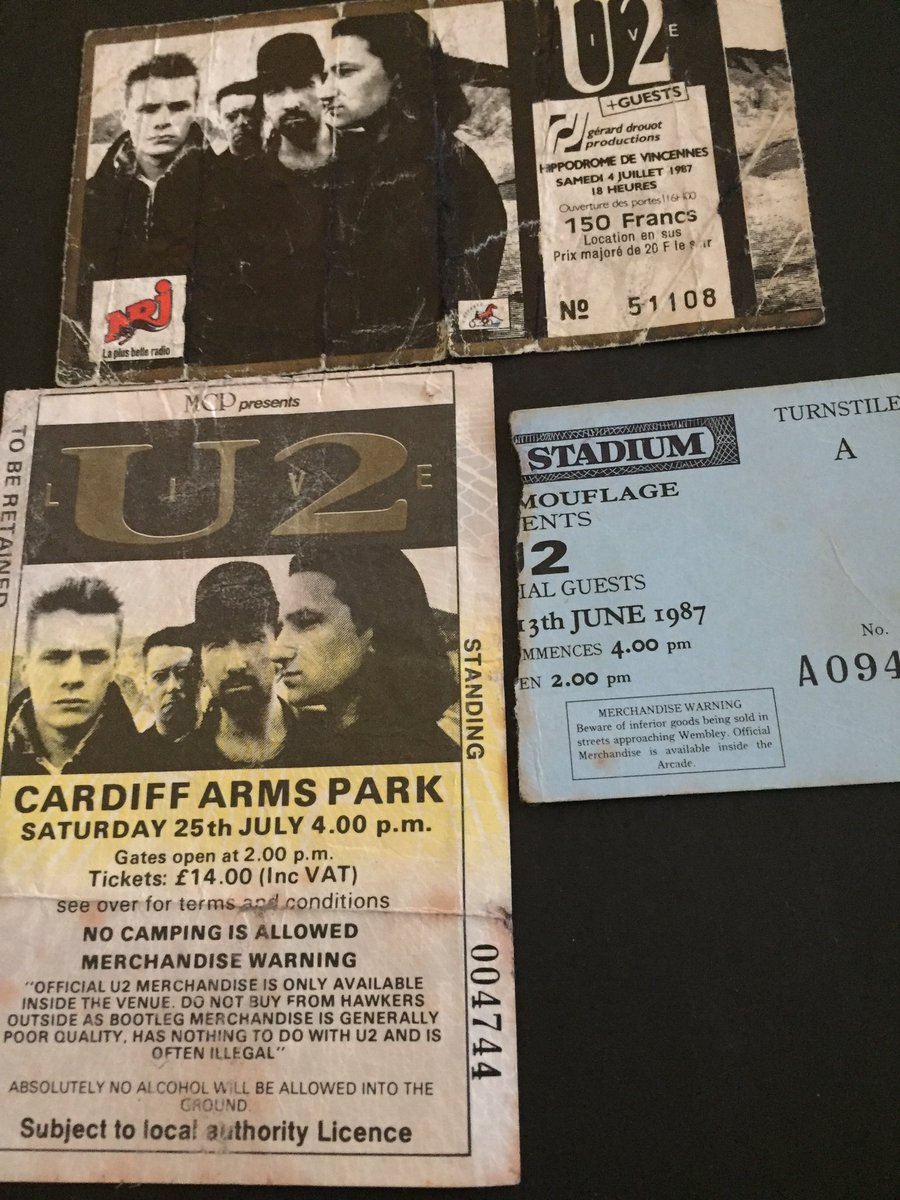 U2
LIVE
+GUESTS
gérard drouot
productions
HIPPODROME DE VINCENNES
SAMEDI 4 JUILLET 1987
18 HEURES
Ouverture des portes 16H00
150 Francs
Location en sus
Prix majoré de 20 F le
Nº 51108
NRJ
La plus belle radio
MCP presents
U2
LIVE
TO BE RETAINED
STANDING
CARDIFF ARMS PARK
SATURDAY 25th JULY 4.00 p.m.
Gates open at 2.00 p.m.
Tickets: £14.00 (Inc VAT)
see over for terms and conditions
NO CAMPING IS ALLOWED
MERCHANDISE WARNING
"OFFICIAL U2 MERCHANDISE IS ONLY AVAILABLE
INSIDE THE VENUE. DO NOT BUY FROM HAWKERS
OUTSIDE AS BOOTLEG MERCHANDISE IS GENERALLY
POOR QUALITY, HAS NOTHING TO DO WITH U2 AND IS
OFTEN ILLEGAL"
ABSOLUTELY NO ALCOHOL WILL BE ALLOWED INTO THE
GROUND.
Subject to local authority Licence
004744
STADIUM
TURNSTILE
A
MOUFLAGE
ENTS
U2
IAL GUESTS
13th JUNE 1987
MMENCES 4.00 pm
EN 2.00 pm
No.
A094
MERCHANDISE WARNING
Beware of inferior goods being sold in
streets approaching Wembley. Official
Merchandise is available inside the
Arcade.